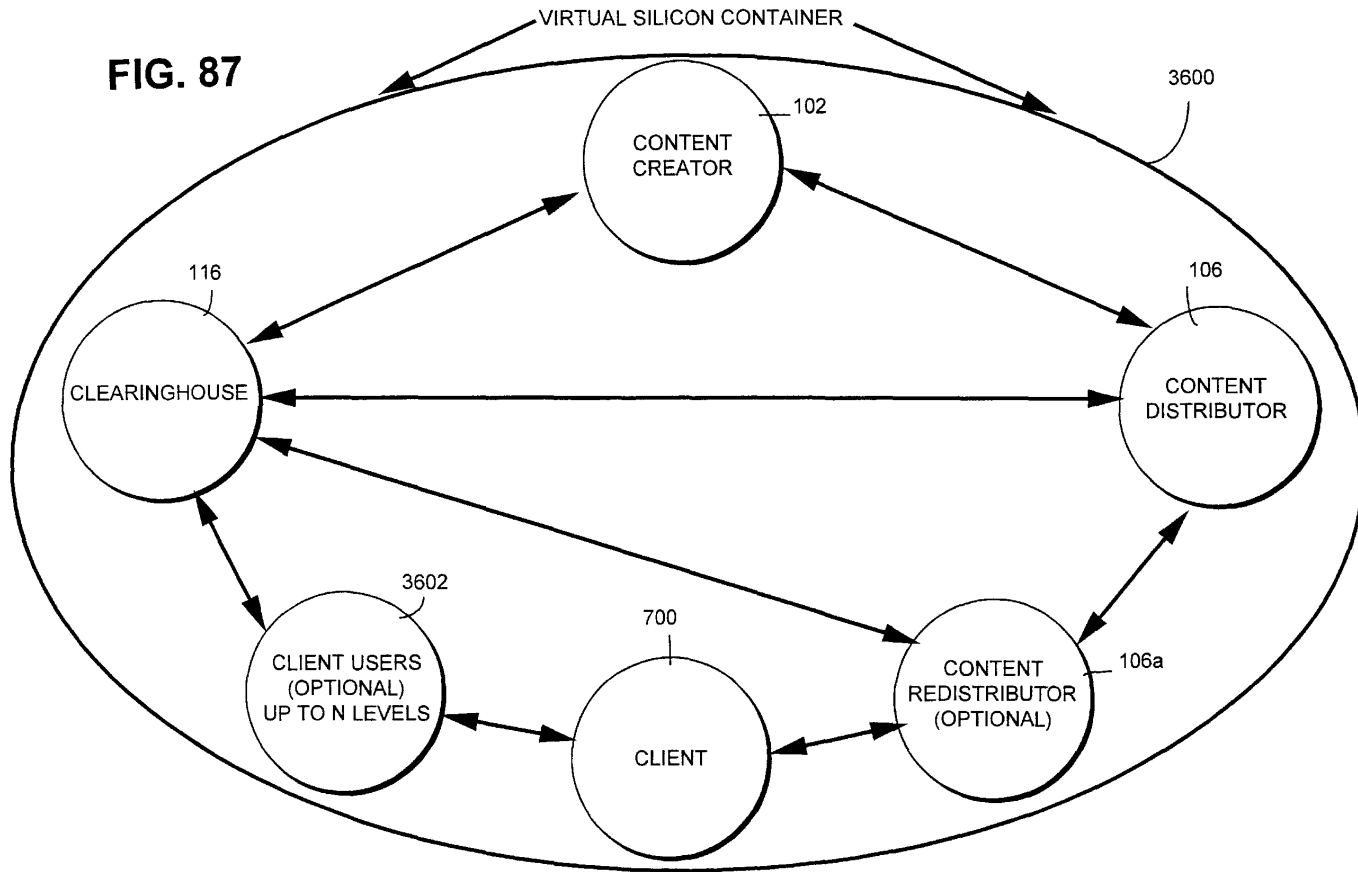 VIRTUAL SILICON CONTAINER
FIG. 87
3600
102
CONTENT
CREATOR
116
106
CLEARINGHOUSE
CONTENT
DISTRIBUTOR
3602
700
CLIENT USERS
(OPTIONAL)
UP TO N LEVELS
CONTENT
REDISTRIBUTOR
(OPTIONAL)
106a
CLIENT